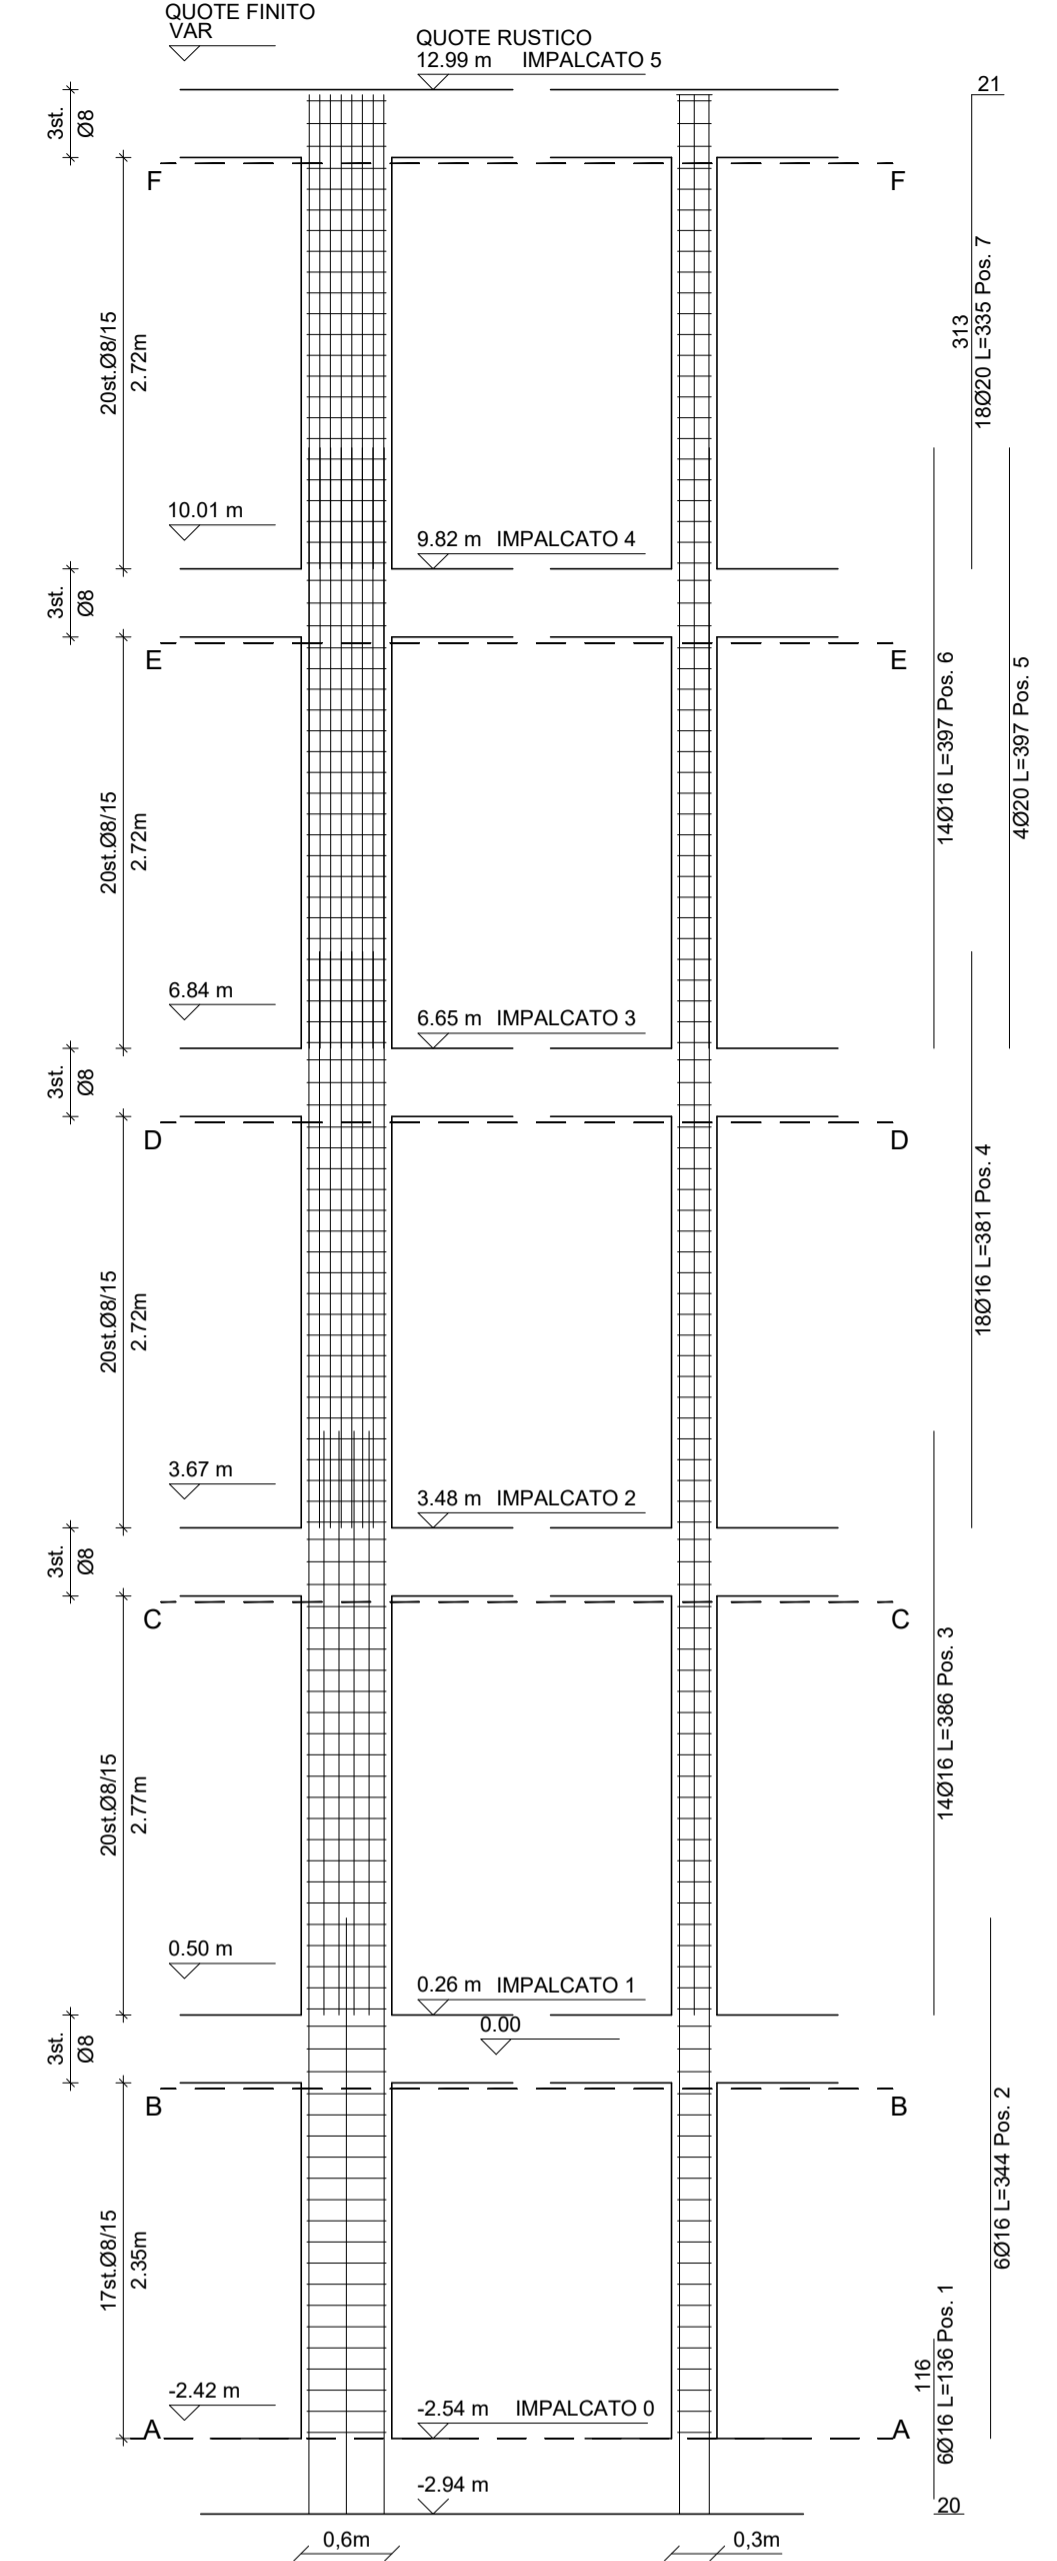 QUOTE FINITO
VAR
QUOTE RUSTICO
12.99 m IMPALCATO 5
21
3st.
Ø8
F
F
20st.Ø8/15
2.72m
313
18Ø20 L=335 Pos. 7
10.01 m
9.82 m IMPALCATO 4
3st.
Ø8
E
E
20st.Ø8/15
2.72m
14Ø16 L=397 Pos. 6
4Ø20 L=397 Pos. 5
6.84 m
6.65 m IMPALCATO 3
3st.
Ø8
D
D
18Ø16 L=381 Pos. 4
20st.Ø8/15
2.72m
3.67 m
3.48 m IMPALCATO 2
3st.
Ø8
C
C
14Ø16 L=386 Pos. 3
20st.Ø8/15
2.77m
0.50 m
0.26 m IMPALCATO 1
0.00
3st.
Ø8
B
B
6Ø16 L=344 Pos. 2
17st.Ø8/15
2.35m
116
6Ø16 L=136 Pos. 1
-2.42 m
-2.54 m IMPALCATO 0
A
A
-2.94 m
20
0,6m
0,3m